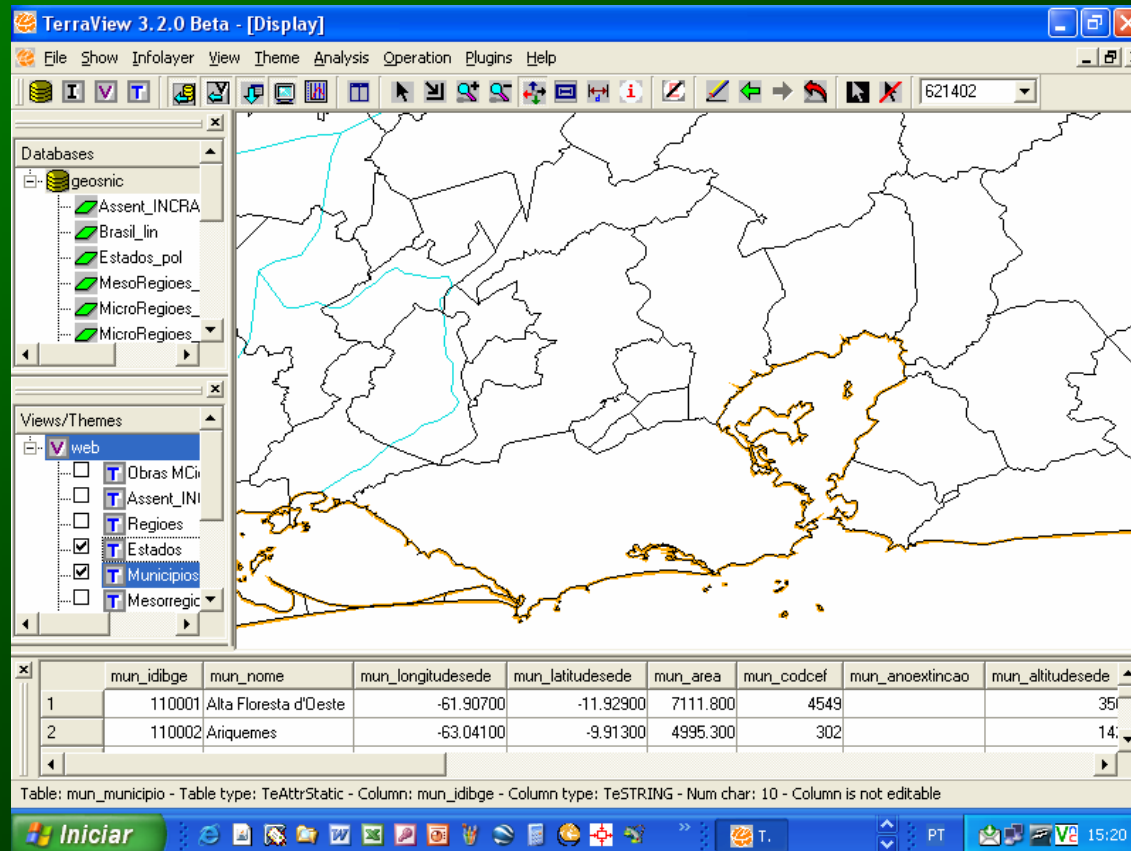 TerraView 3.2.0 Beta - [Display]
File Show Infolayer View Theme Analysis Operation Plugins Help
I V T 621402
Databases
geosnic
Assent_INCRA
Brasil_lin
Estados_pol
MesoRegioes_
MicroRegioes_
MicroRegioes_
Views/Themes
V web
T Obras MCi
T Assent_IN
T Regioes
T Estados
T Municipios
T Mesorregic
mun_idibge mun_nome mun_longitudesede mun_latitudesede mun_area mun_codcef mun_anoextincao mun_altitudesede
1 110001 Alta Floresta d'Oeste -61.90700 -11.92900 7111.800 4549 350
2 110002 Ariquemes -63.04100 -9.91300 4995.300 302 142
Table: mun_municipio - Table type: TeAttrStatic - Column: mun_idibge - Column type: TeSTRING - Num char: 10 - Column is not editable
Iniciar T. PT 15:20